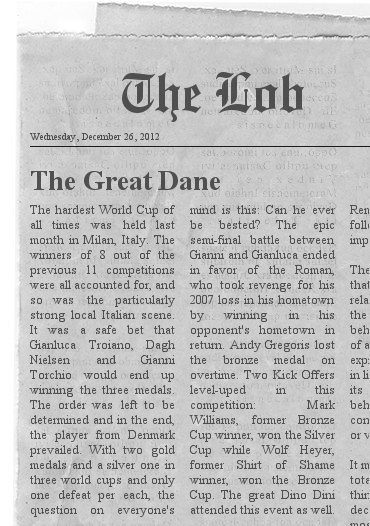 The Lob
Wednesday, December 26, 2012
The Great Dane
The hardest World Cup of
all times was held last
month in Milan, Italy. The
winners of 8 out of the
previous 11 competitions
were all accounted for, and
so was the particularly
strong local Italian scene.
It was a safe bet that
Gianluca Troiano, Dagh
Nielsen and Gianni
Torchio would end up
winning the three medals.
The order was left to be
determined and in the end,
the player from Denmark
prevailed. With two gold
medals and a silver one in
three world cups and only
one defeat per each, the
question on everyone's
mind is this: Can he ever
be bested? The epic
semi-final battle between
Gianni and Gianluca ended
in favor of the Roman,
who took revenge for his
2007 loss in his hometown
by winning in his
opponent's hometown in
return. Andy Gregoris lost
the bronze medal on
overtime. Two Kick Offers
level-uped in this
competition: Mark
Williams, former Bronze
Cup winner, won the Silver
Cup while Wolf Heyer,
former Shirt of Shame
winner, won the Bronze
Cup. The great Dino Dini
attended this event as well.
Ren
follo
imp
The
that
rela
the
beh
of a
exp
in li
its
beh
con
or v
It m
tota
thin
dec